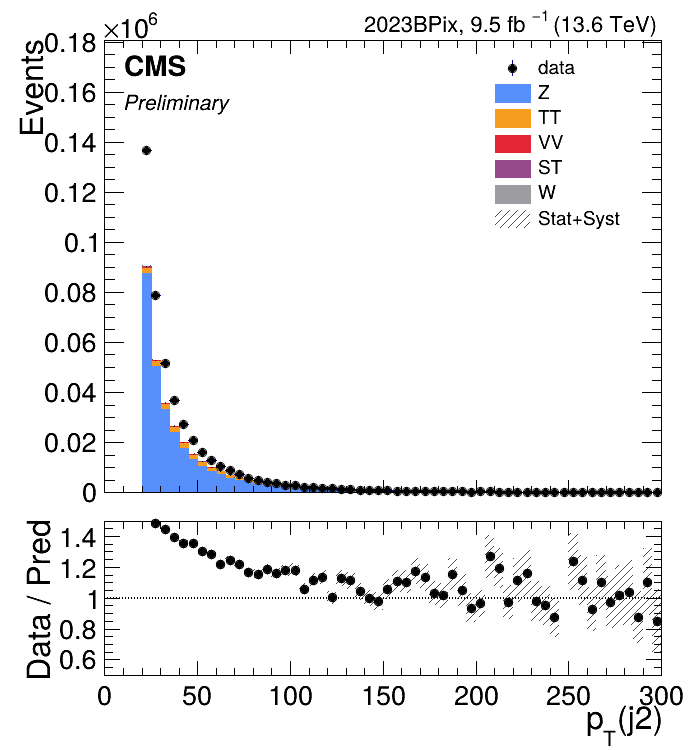 ×10^6
2023BPix, 9.5 fb ^-1 (13.6 TeV)
Events
0.18
0.16
0.14
0.12
0.1
0.08
0.06
0.04
0.02
0
CMS
Preliminary
data
Z
TT
VV
ST
W
Stat+Syst
Data / Pred
1.4
1.2
1
0.8
0.6
0 50 100 150 200 250 300
p_T(j2)